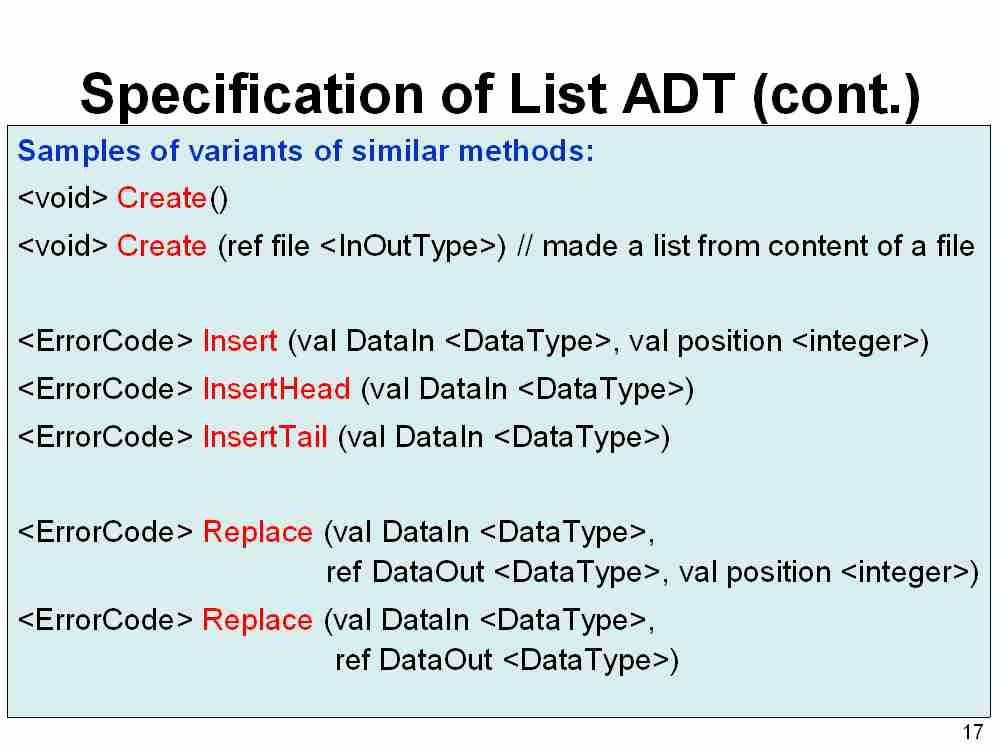 Specification of List ADT (cont.)
Samples of variants of similar methods:
<void> Create()
<void> Create (ref file <InOutType>) // made a list from content of a file
<ErrorCode> Insert (val DataIn <DataType>, val position <integer>)
<ErrorCode> InsertHead (val DataIn <DataType>)
<ErrorCode> InsertTail (val DataIn <DataType>)
<ErrorCode> Replace (val DataIn <DataType>,
ref DataOut <DataType>, val position <integer>)
<ErrorCode> Replace (val DataIn <DataType>,
ref DataOut <DataType>)
17